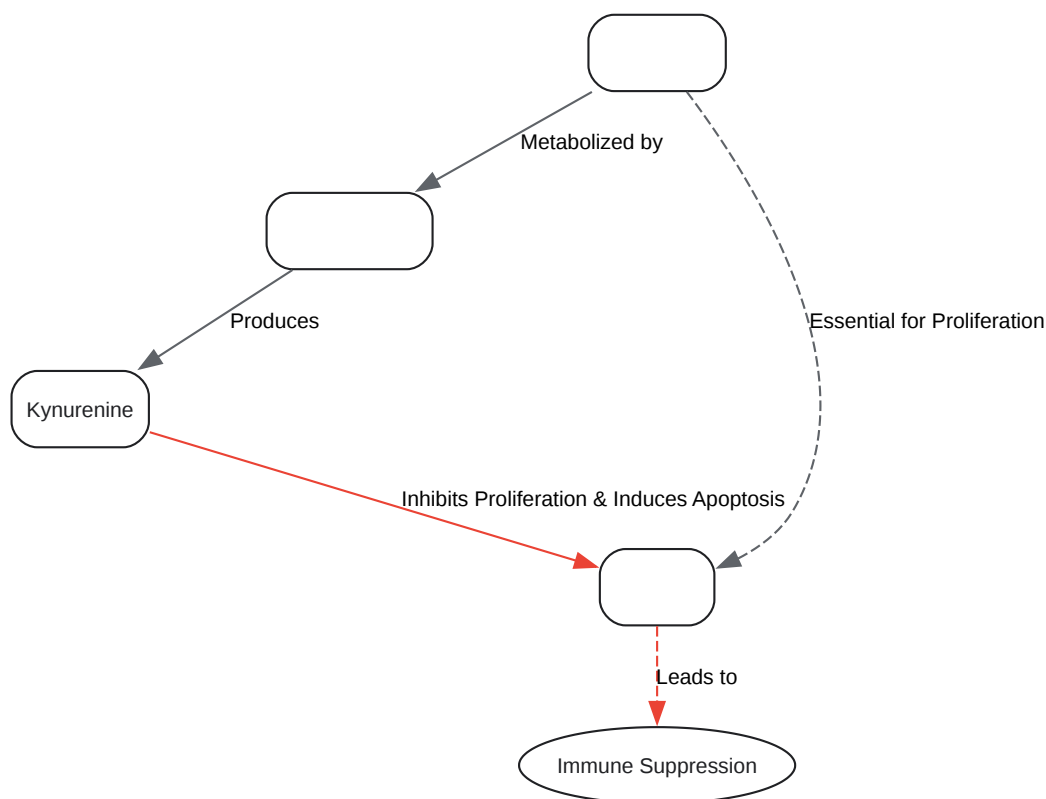 Metabolized by
Produces
Essential for Proliferation
Kynurenine
Inhibits Proliferation & Induces Apoptosis
Leads to
Immune Suppression